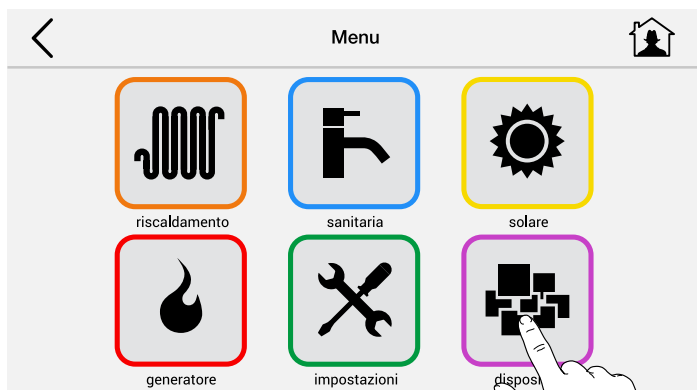 Menu
riscaldamento sanitaria solare
generatore impostazioni